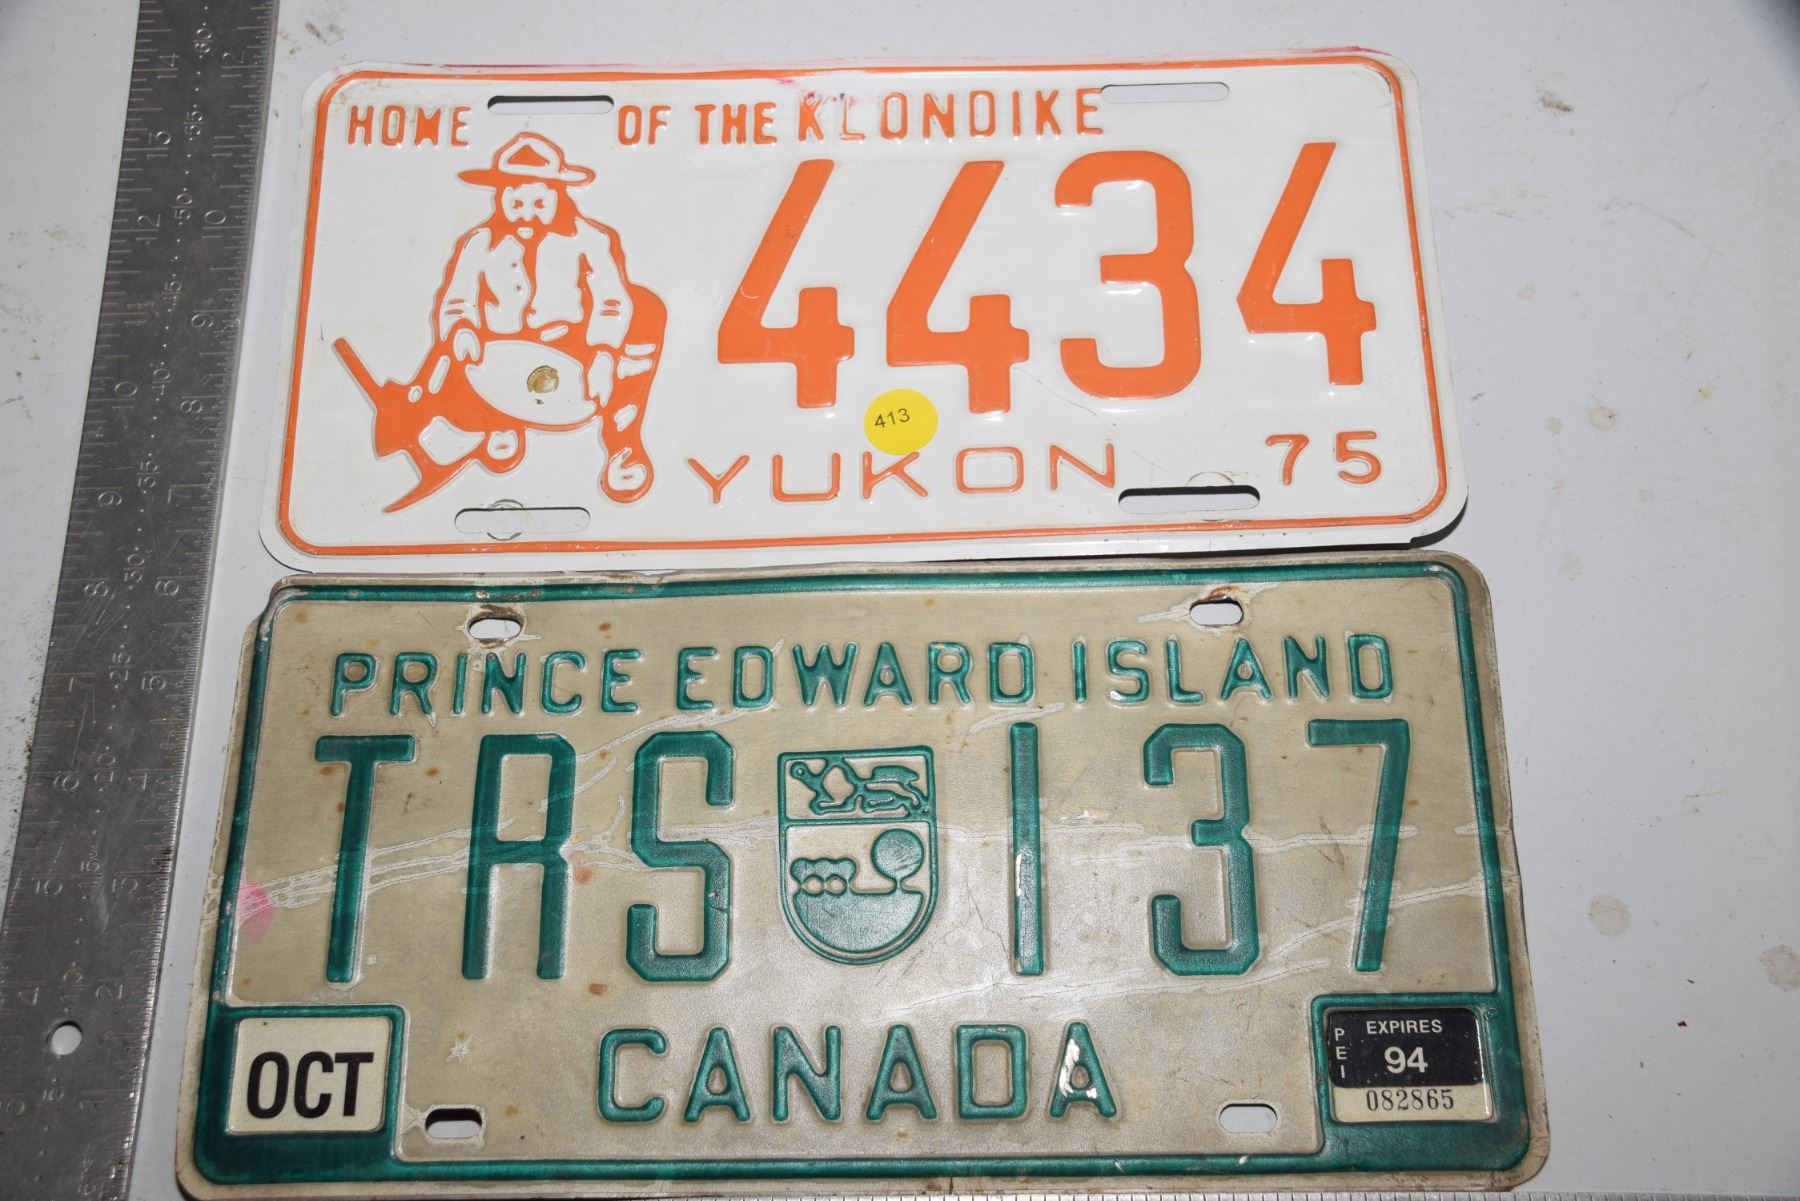 HOME OF THE KLONDIKE
4434
413
YUKON 75
PRINCE EDWARD ISLAND
TRS 137
CANADA
OCT
PEI
EXPIRES
94
082865